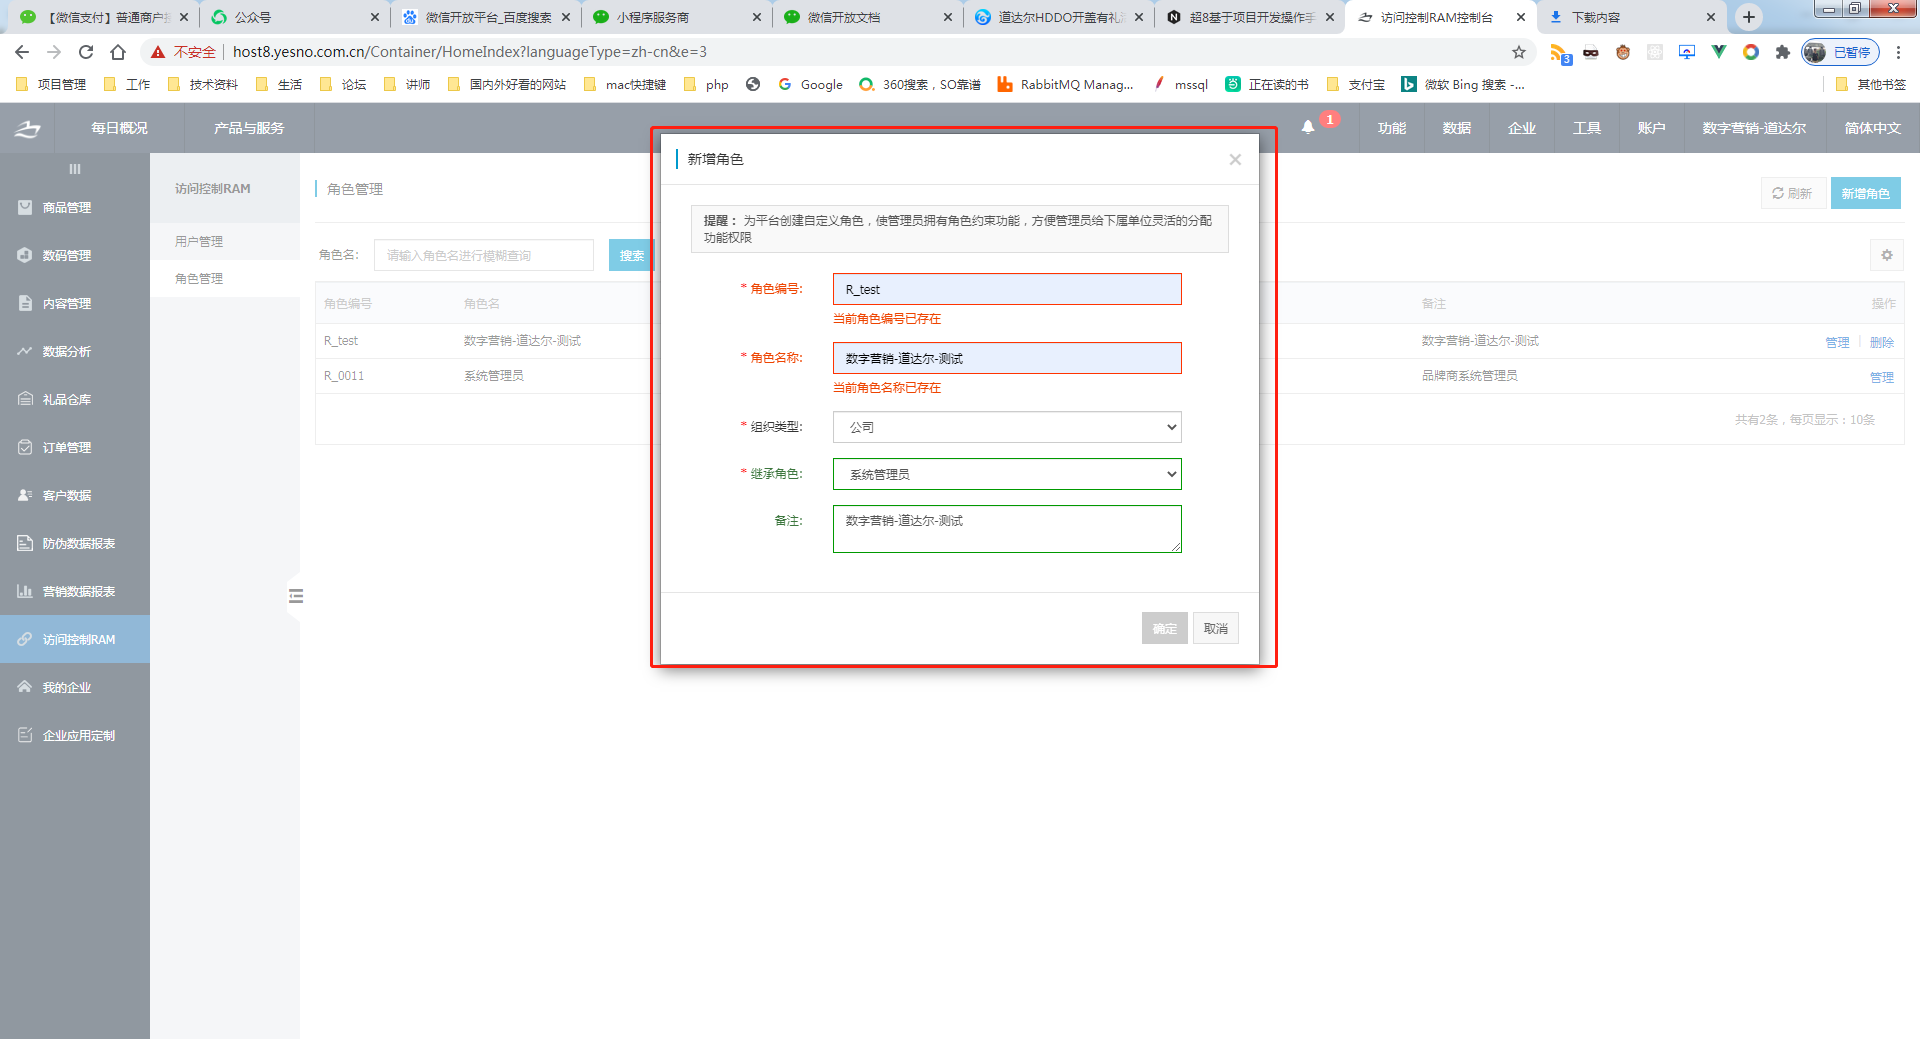 【微信支付】普通商户接
公众号
微信开放平台_百度搜索
小程序服务商
微信开放文档
道达尔HDDO开盖有礼
超8基于项目开发操作手
访问控制RAM控制台
下载内容
不安全
host8.yesno.com.cn/Container/HomeIndex?languageType=zh-cn&e=3
3
已暂停
项目管理
工作
技术资料
生活
论坛
讲师
国内外好看的网站
mac快捷键
php
Google
360搜索，SO靠谱
RabbitMQ Manag...
mssql
正在读的书
支付宝
微软 Bing 搜索 -...
其他书签
每日概况
产品与服务
1
功能
数据
企业
工具
账户
数字营销-道达尔
简体中文
商品管理
数码管理
内容管理
数据分析
礼品仓库
订单管理
客户数据
防伪数据报表
营销数据报表
访问控制RAM
我的企业
企业应用定制
访问控制RAM
用户管理
角色管理
角色管理
刷新
新增角色
角色名:
请输入角色名进行模糊查询
搜索
角色编号
角色名
备注
操作
R_test
数字营销-道达尔-测试
数字营销-道达尔-测试
管理
删除
R_0011
系统管理员
品牌商系统管理员
管理
共有2条，每页显示：10条
新增角色
提醒： 为平台创建自定义角色，使管理员拥有角色约束功能，方便管理员给下属单位灵活的分配
功能权限
* 角色编号:
R_test
当前角色编号已存在
* 角色名称:
数字营销-道达尔-测试
当前角色名称已存在
* 组织类型:
公司
* 继承角色:
系统管理员
备注:
数字营销-道达尔-测试
确定
取消